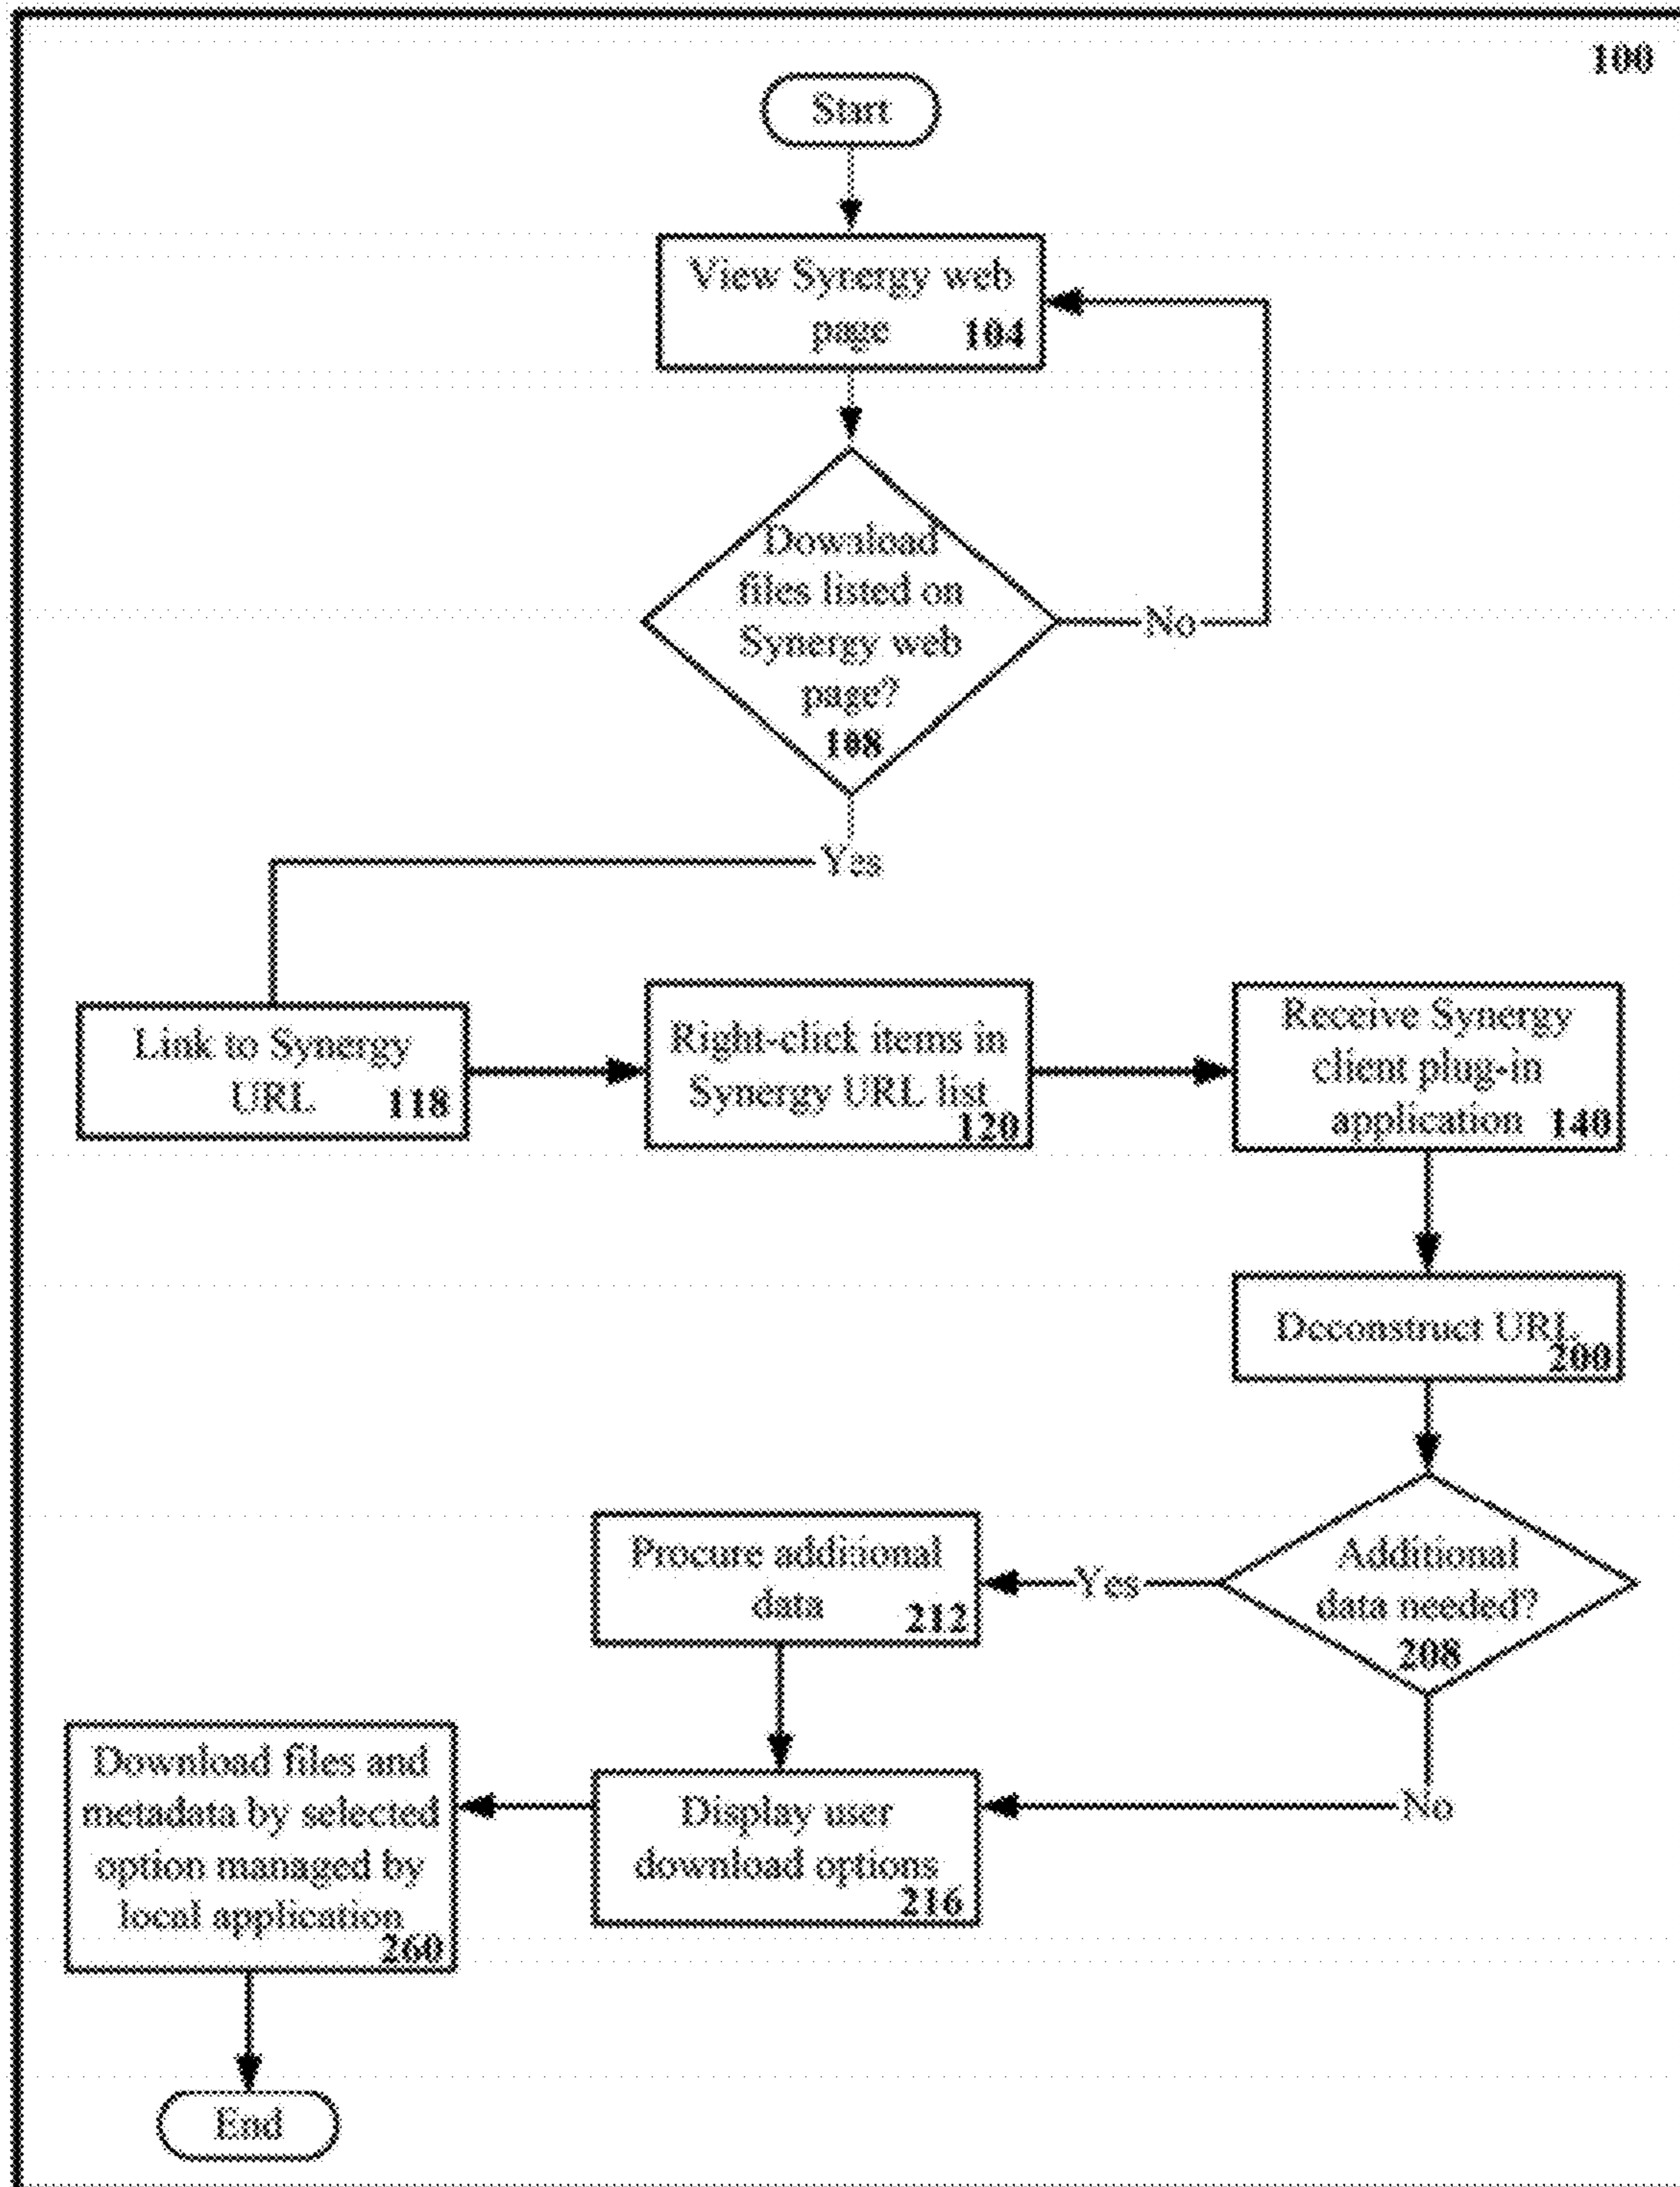 100
Start
View Synergy web
page 104
Download
files listed on
Synergy web
page?
108
No
Yes
Link to Synergy
URL 118
Right-click items in
Synergy URL list
120
Receive Synergy
client plug-in
application 140
Deconstruct URL
200
Additional
data needed?
208
Yes
Procure additional
data
212
No
Display user
download options
216
Download files and
metadata by selected
option managed by
local application
260
End